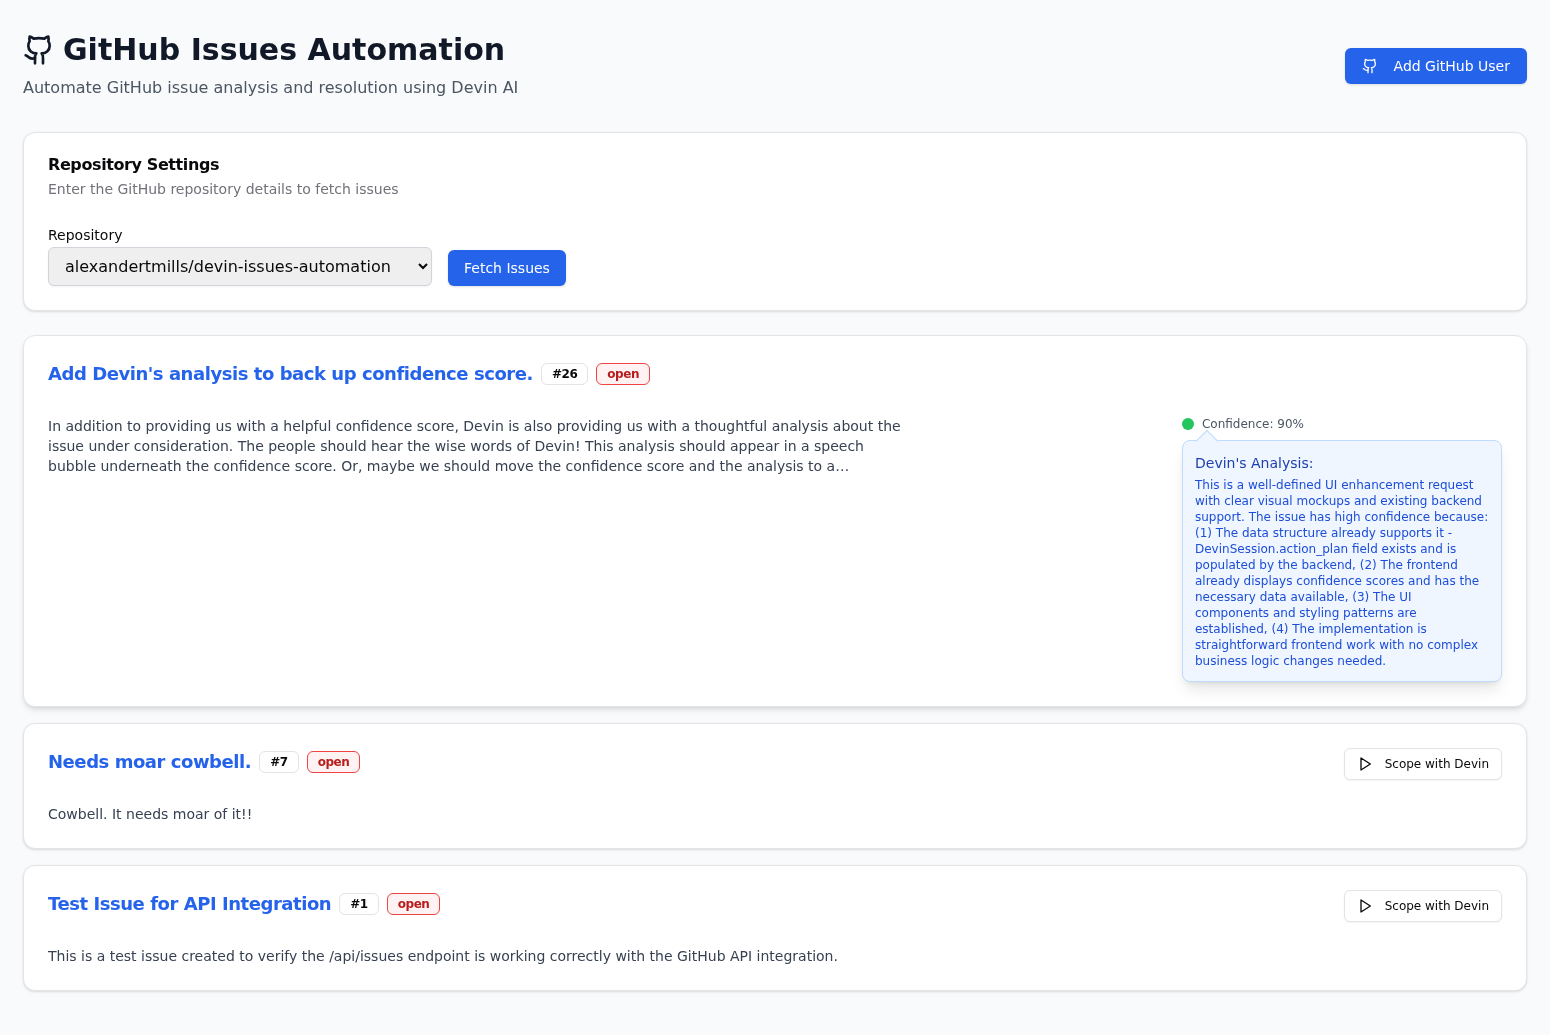 GitHub Issues Automation
Automate GitHub issue analysis and resolution using Devin AI
Add GitHub User
Repository Settings
Enter the GitHub repository details to fetch issues
Repository
alexandertmills/devin-issues-automation
Fetch Issues
Add Devin's analysis to back up confidence score. #26 open
In addition to providing us with a helpful confidence score, Devin is also providing us with a thoughtful analysis about the
issue under consideration. The people should hear the wise words of Devin! This analysis should appear in a speech
bubble underneath the confidence score. Or, maybe we should move the confidence score and the analysis to a...
Confidence: 90%
Devin's Analysis:
This is a well-defined UI enhancement request
with clear visual mockups and existing backend
support. The issue has high confidence because:
(1) The data structure already supports it -
DevinSession.action_plan field exists and is
populated by the backend, (2) The frontend
already displays confidence scores and has the
necessary data available, (3) The UI
components and styling patterns are
established, (4) The implementation is
straightforward frontend work with no complex
business logic changes needed.
Needs moar cowbell. #7 open
Scope with Devin
Cowbell. It needs moar of it!!
Test Issue for API Integration #1 open
Scope with Devin
This is a test issue created to verify the /api/issues endpoint is working correctly with the GitHub API integration.